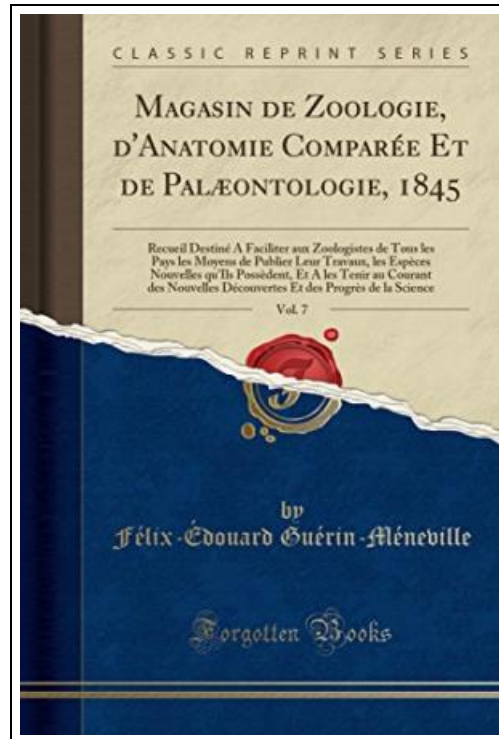 CLASSIC REPRINT SERIES
MAGASIN DE ZOOLOGIE,
D'ANATOMIE COMPARÉE ET
DE PALÆONTOLOGIE, 1845
Recueil Destiné A Faciliter aux Zoologistes de Tous les
Pays les Moyens de Publier Leur Travaux, les Espèces
Nouvelles qu'Ils Possèdent, Et A les Tenir au Courant
des Nouvelles Découvertes Et des Progrès de la Science
Vol. 7
by
Félix-Édouard Guérin-Méneville
Forgotten Books